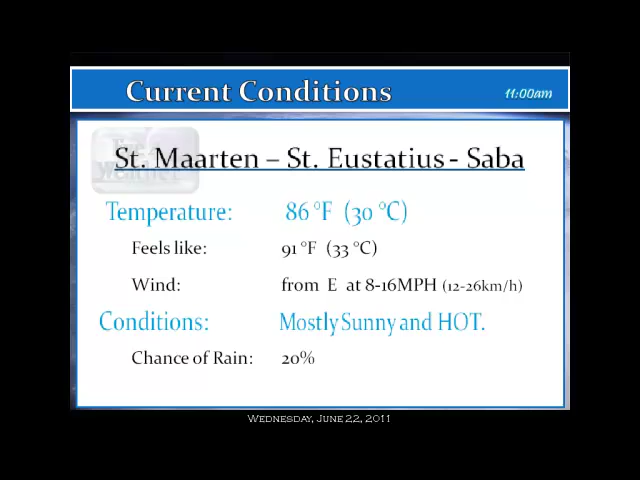 Current Conditions
11:00am
St. Maarten – St. Eustatius - Saba
Temperature: 86 °F (30 °C)
Feels like: 91 °F (33 °C)
Wind: from E at 8-16MPH (12-26km/h)
Conditions: Mostly Sunny and HOT.
Chance of Rain: 20%
Wednesday, June 22, 2011